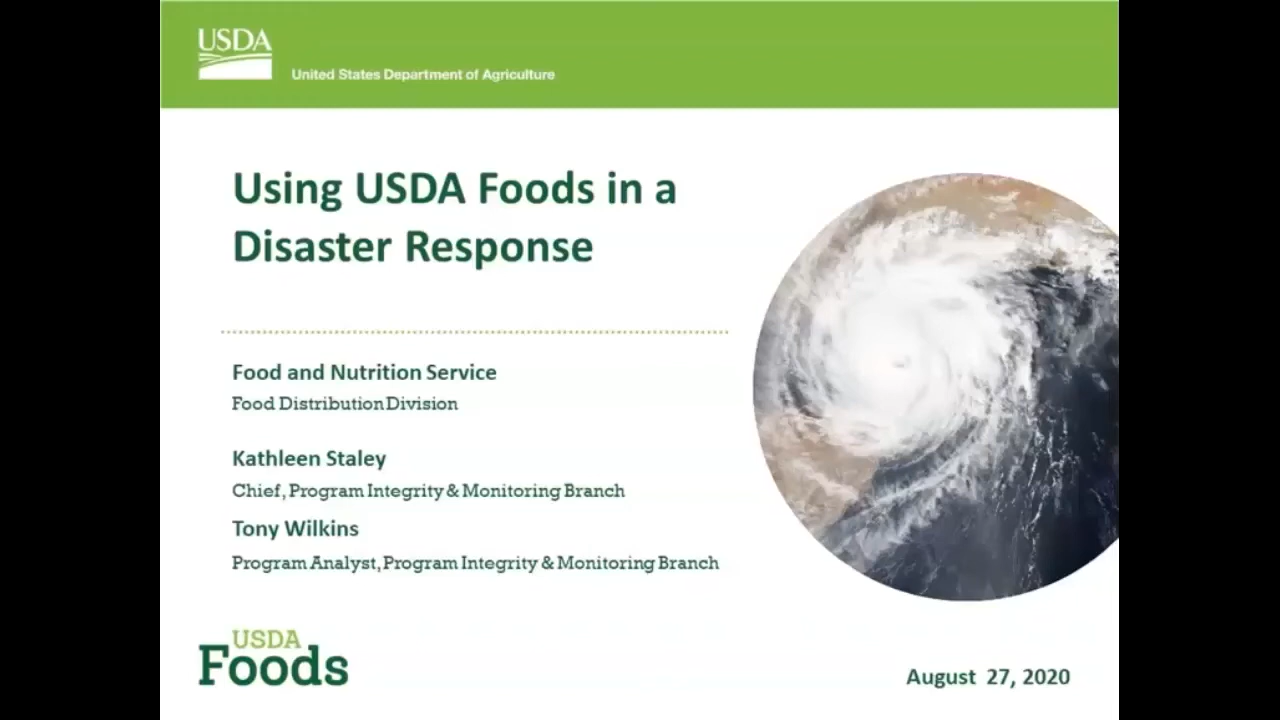 USDA
United States Department of Agriculture
Using USDA Foods in a
Disaster Response
Food and Nutrition Service
Food Distribution Division
Kathleen Staley
Chief, Program Integrity & Monitoring Branch
Tony Wilkins
Program Analyst, Program Integrity & Monitoring Branch
USDA
Foods
August 27, 2020